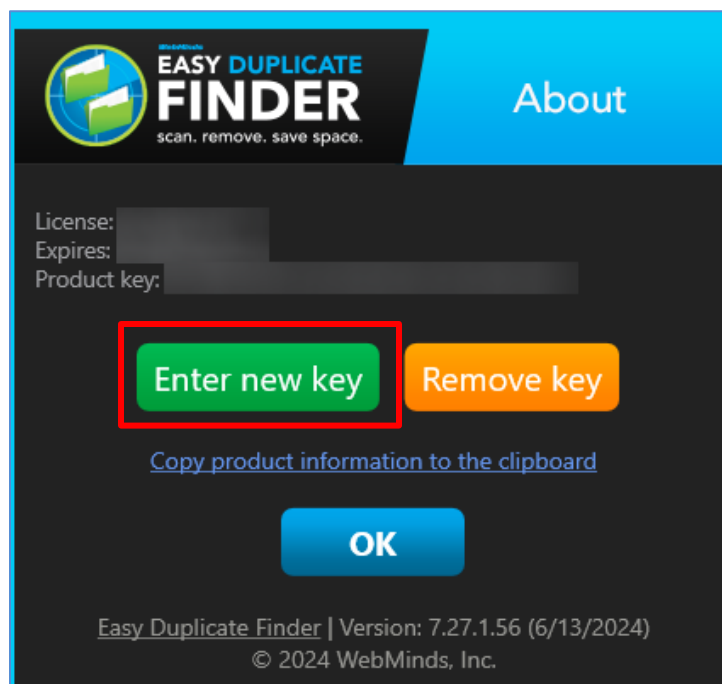 WebMinds
EASY DUPLICATE
FINDER
scan. remove. save space.
About
License:
Expires:
Product key:
Enter new key
Remove key
Copy product information to the clipboard
OK
Easy Duplicate Finder | Version: 7.27.1.56 (6/13/2024)
© 2024 WebMinds, Inc.